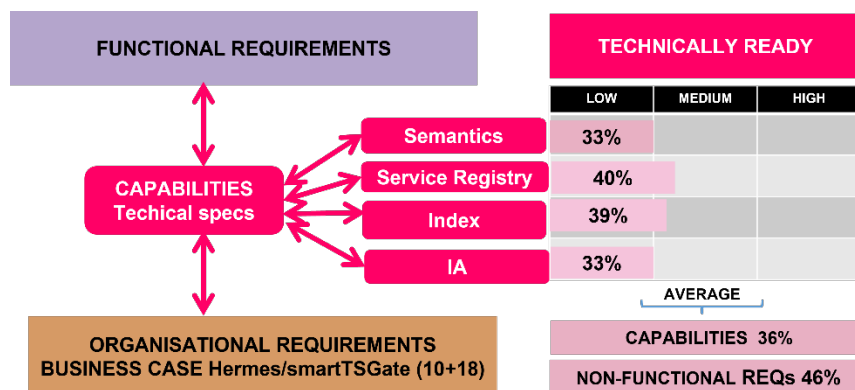 FUNCTIONAL REQUIREMENTS
TECHNICALLY READY
LOW MEDIUM HIGH
Semantics 33%
Service Registry 40%
CAPABILITIES
Techical specs
Index 39%
IA 33%
AVERAGE
ORGANISATIONAL REQUIREMENTS
BUSINESS CASE Hermes/smartTSGate (10+18)
CAPABILITIES 36%
NON-FUNCTIONAL REQs 46%